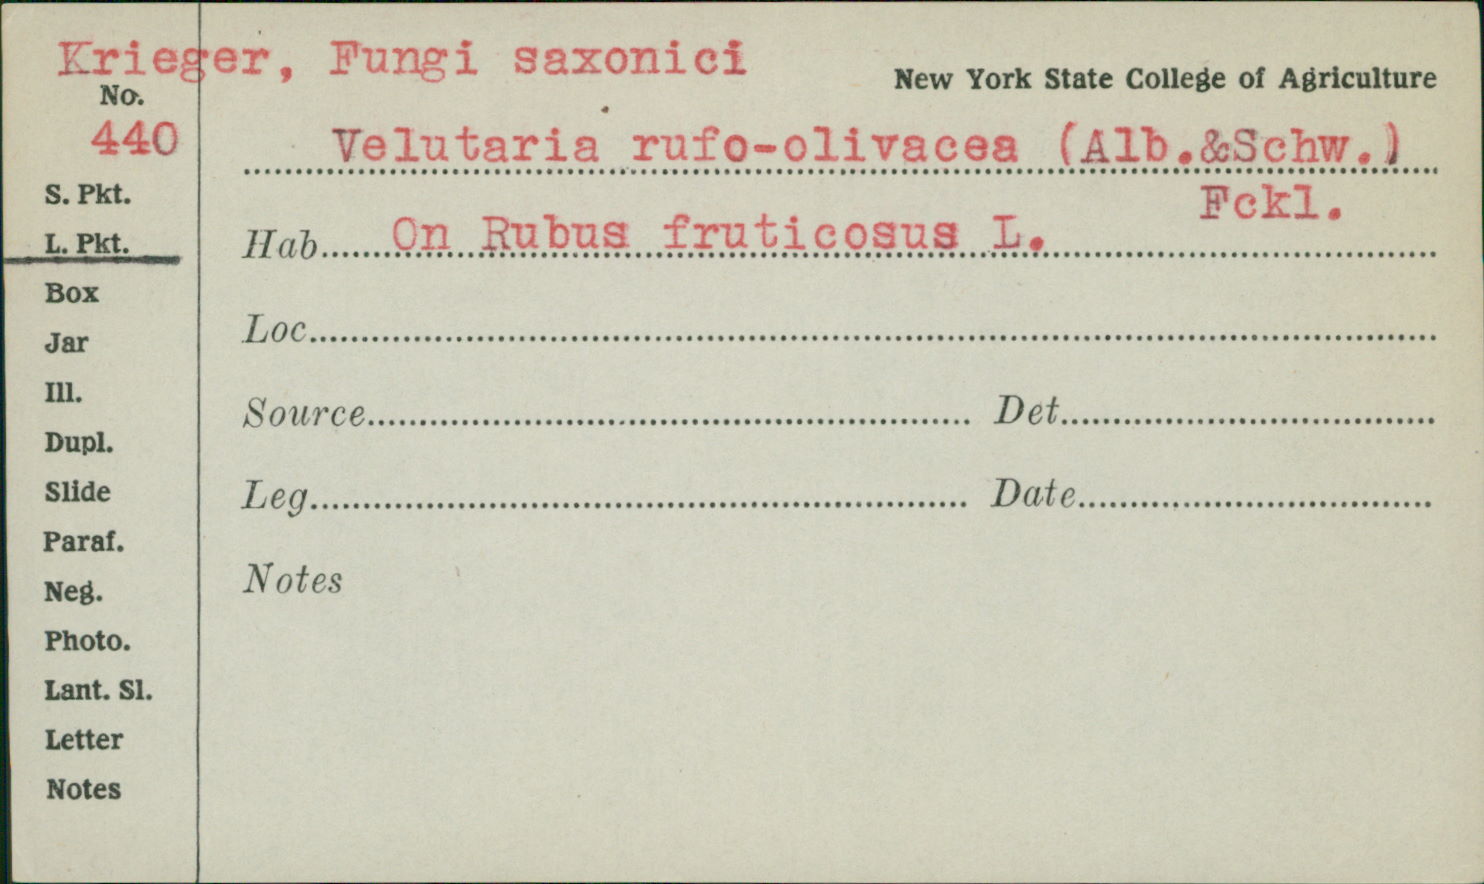 Krieger, Fungi saxonici
New York State College of Agriculture
No.
440
Velutaria rufo-olivacea (Alb.&Schw.)
Fckl.
S. Pkt.
L. Pkt.
Hab. On Rubus fruticosus L.
Box
Loc.
Jar
Ill.
Source Det.
Dupl.
Slide
Leg. Date
Paraf.
Notes
Neg.
Photo.
Lant. Sl.
Letter
Notes